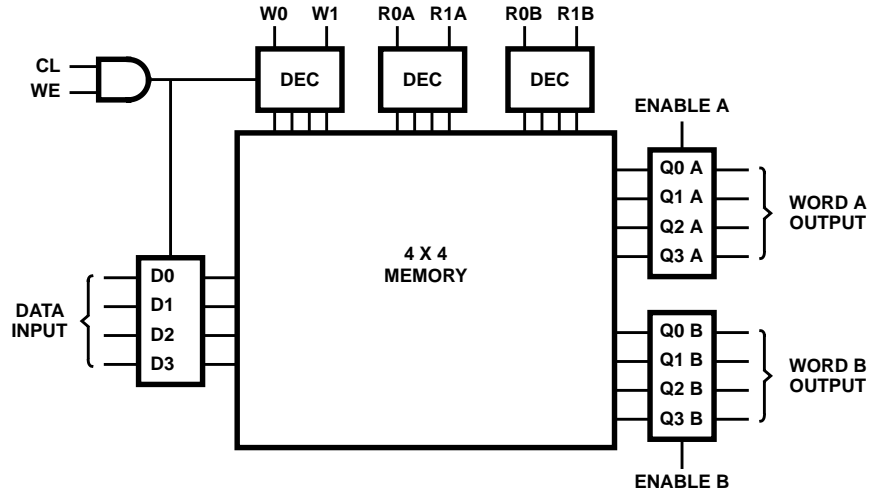 W0 W1 R0A R1A R0B R1B
CL
WE
DEC DEC DEC
ENABLE A
Q0 A
Q1 A
Q2 A
Q3 A
WORD A
OUTPUT
4 X 4
MEMORY
DATA
INPUT
D0
D1
D2
D3
Q0 B
Q1 B
Q2 B
Q3 B
WORD B
OUTPUT
ENABLE B